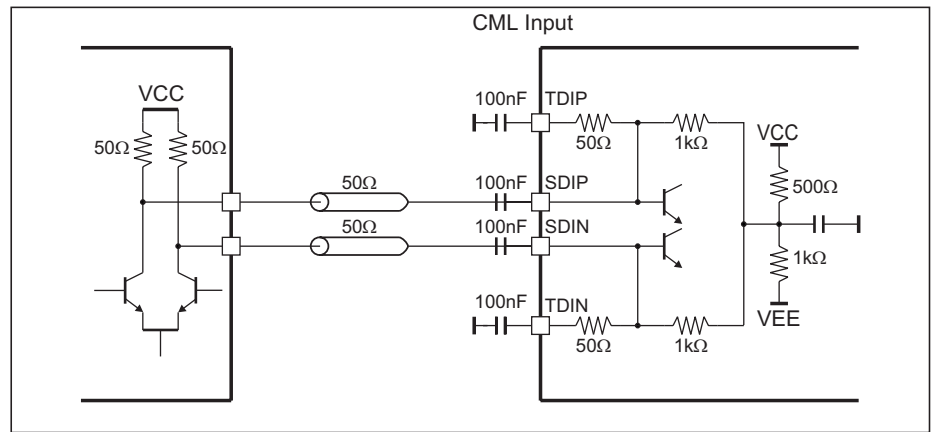 CML Input
VCC
50Ω 50Ω
50Ω
50Ω
100nF TDIP
50Ω 1kΩ
100nF SDIP
100nF SDIN
100nF TDIN
50Ω 1kΩ
VCC
500Ω
1kΩ
VEE